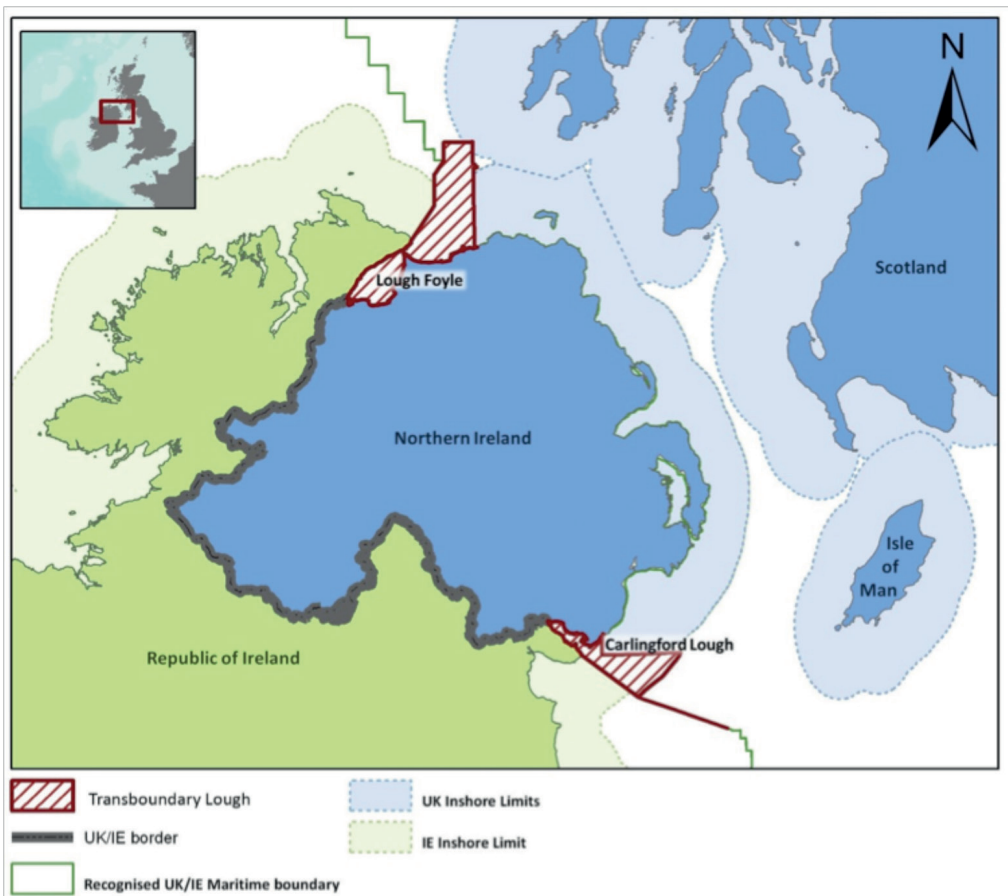 N
Scotland
Lough Foyle
Northern Ireland
Isle
of
Man
Carlingford Lough
Republic of Ireland
Transboundary Lough
UK Inshore Limits
UK/IE border
IE Inshore Limit
Recognised UK/IE Maritime boundary